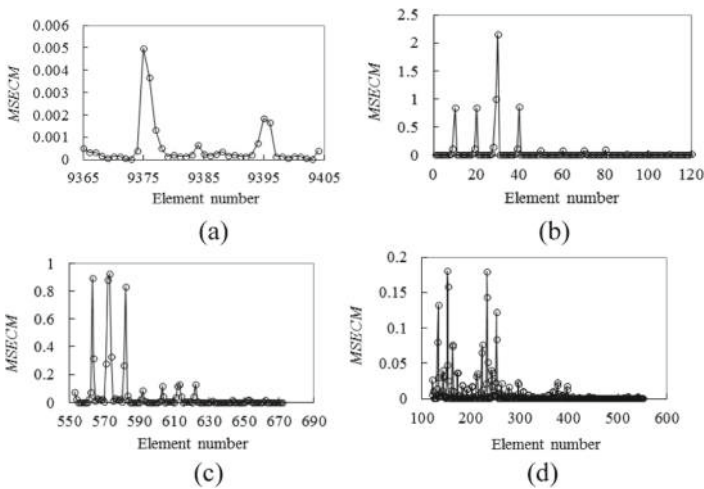 0.006
0.005
0.004
0.003
0.002
0.001
0
MSECM
9365 9375 9385 9395 9405
Element number
(a)
2.5
2
1.5
1
0.5
0
MSECM
0 20 40 60 80 100 120
Element number
(b)
1
0.8
0.6
0.4
0.2
0
MSECM
550 570 590 610 630 650 670 690
Element number
(c)
0.2
0.15
0.1
0.05
0
MSECM
100 200 300 400 500 600
Element number
(d)